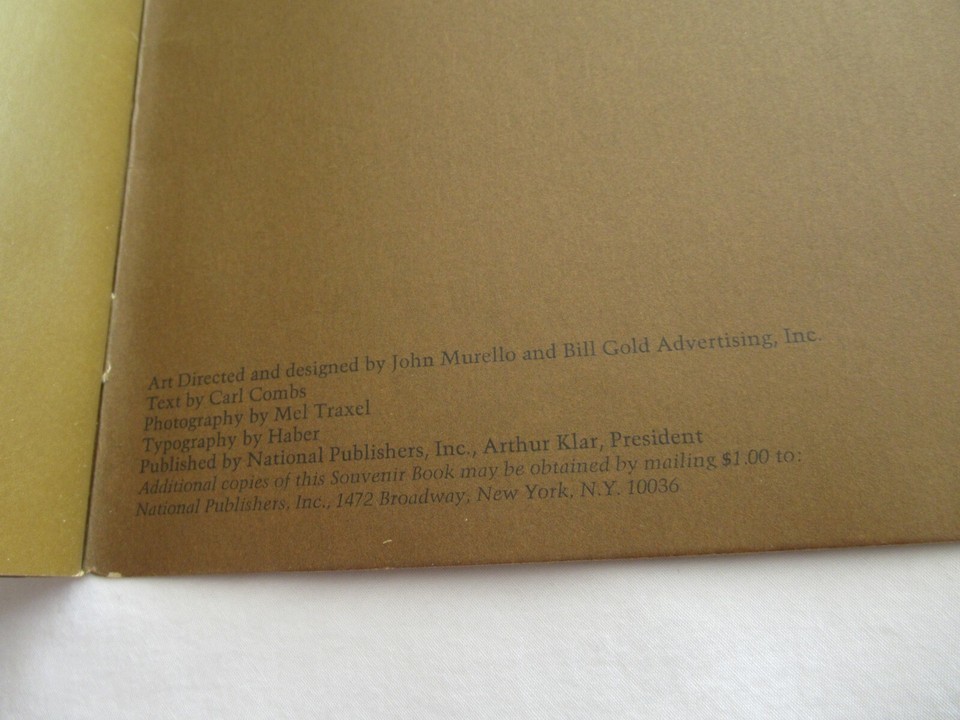 Art Directed and designed by John Murello and Bill Gold Advertising, Inc.
Text by Carl Combs
Photography by Mel Traxel
Typography by Haber
Published by National Publishers, Inc., Arthur Klar, President
Additional copies of this Souvenir Book may be obtained by mailing $1.00 to:
National Publishers, Inc., 1472 Broadway, New York, N.Y. 10036